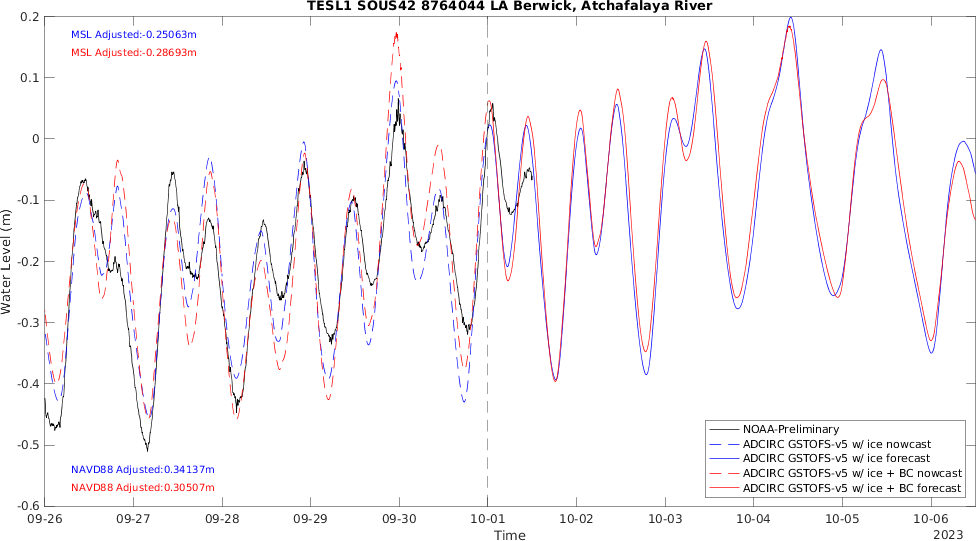 TESL1 SOUS42 8764044 LA Berwick, Atchafalaya River
MSL Adjusted:-0.25063m
MSL Adjusted:-0.28693m
0.2
0.1
0
-0.1
-0.2
-0.3
-0.4
-0.5
-0.6
Water Level (m)
NAVD88 Adjusted:0.34137m
NAVD88 Adjusted:0.30507m
NOAA-Preliminary
ADCIRC GSTOFS-v5 w/ ice nowcast
ADCIRC GSTOFS-v5 w/ ice forecast
ADCIRC GSTOFS-v5 w/ ice + BC nowcast
ADCIRC GSTOFS-v5 w/ ice + BC forecast
09-26 09-27 09-28 09-29 09-30 10-01 10-02 10-03 10-04 10-05 10-06
Time
2023